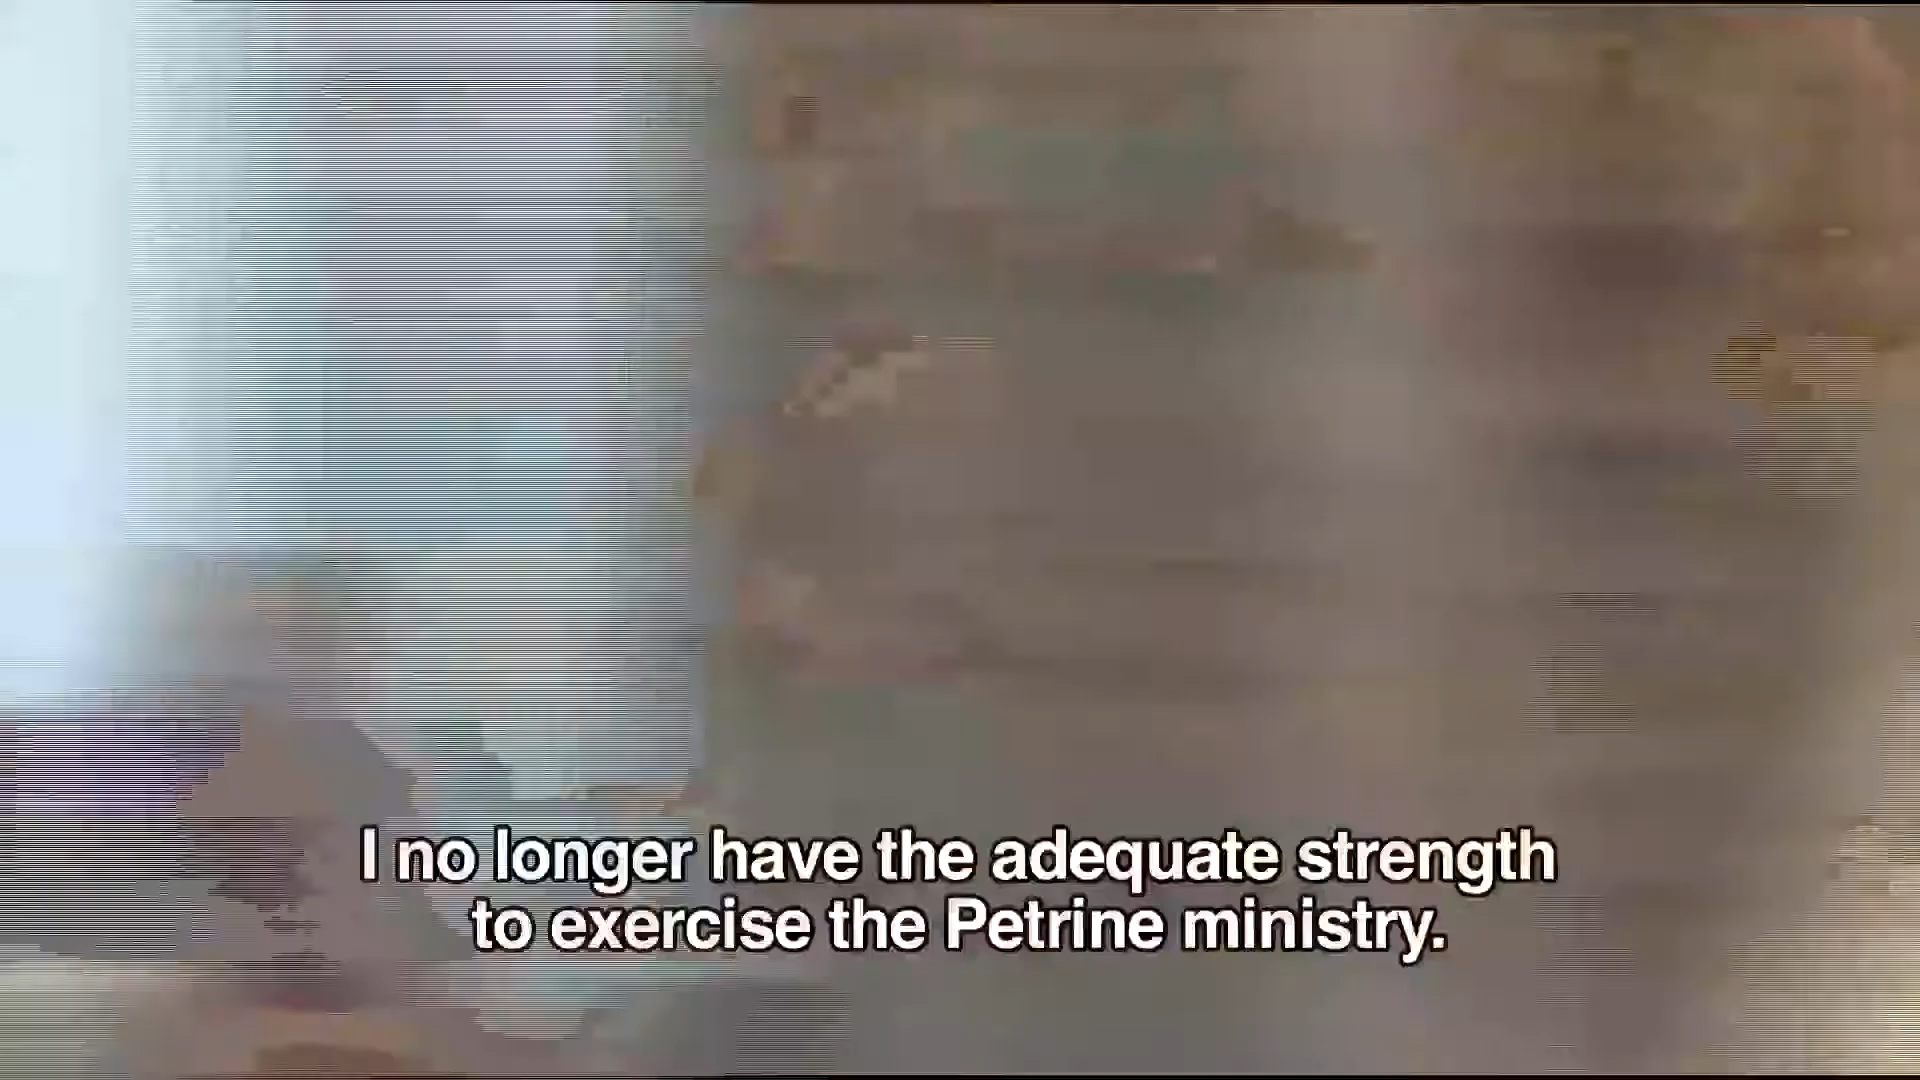 I no longer have the adequate strength
to exercise the Petrine ministry.